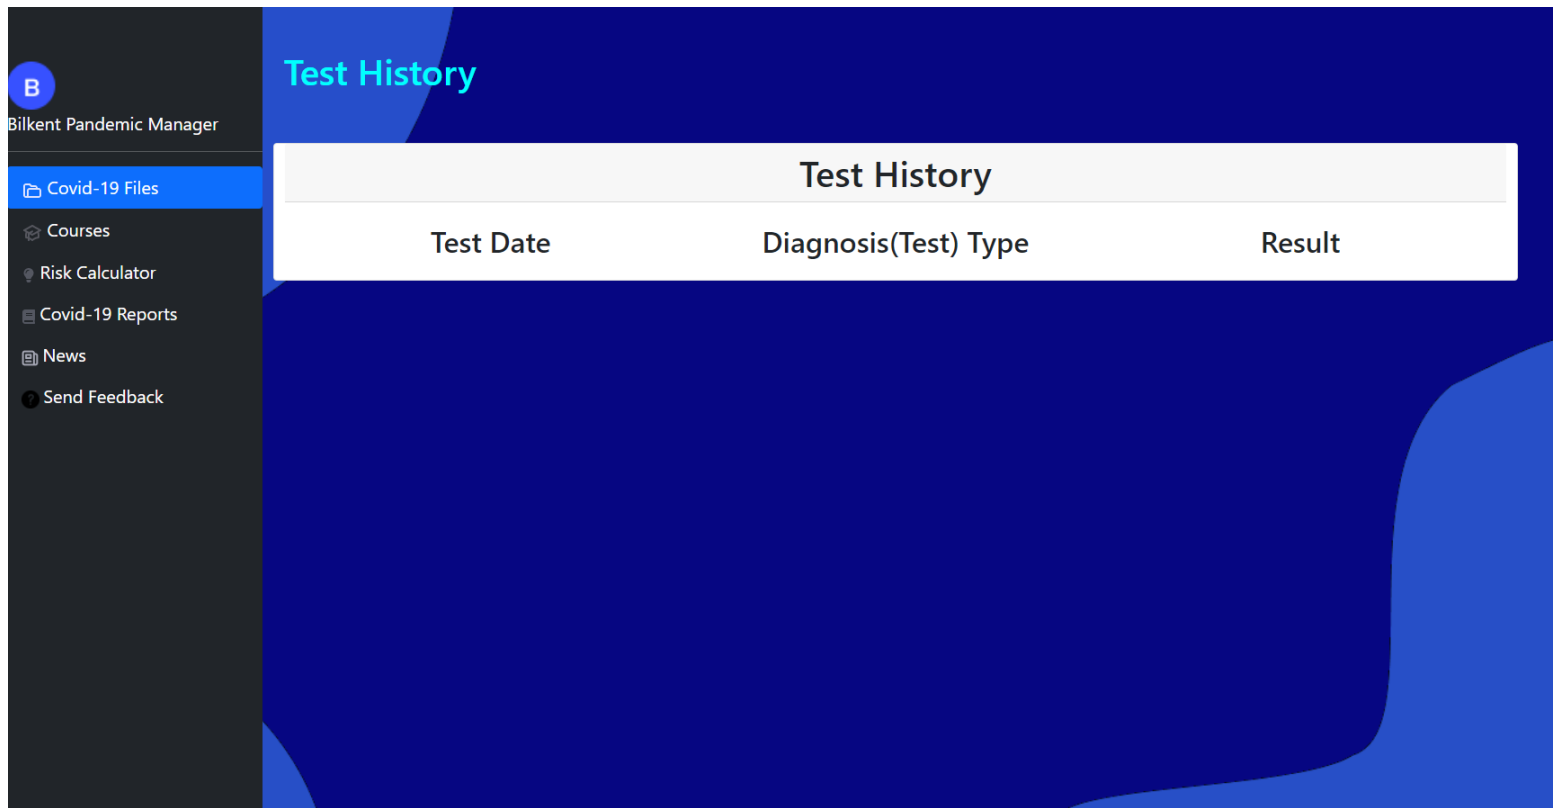 B
Bilkent Pandemic Manager
Covid-19 Files
Courses
Risk Calculator
Covid-19 Reports
News
? Send Feedback
Test History
Test History
Test Date Diagnosis(Test) Type Result